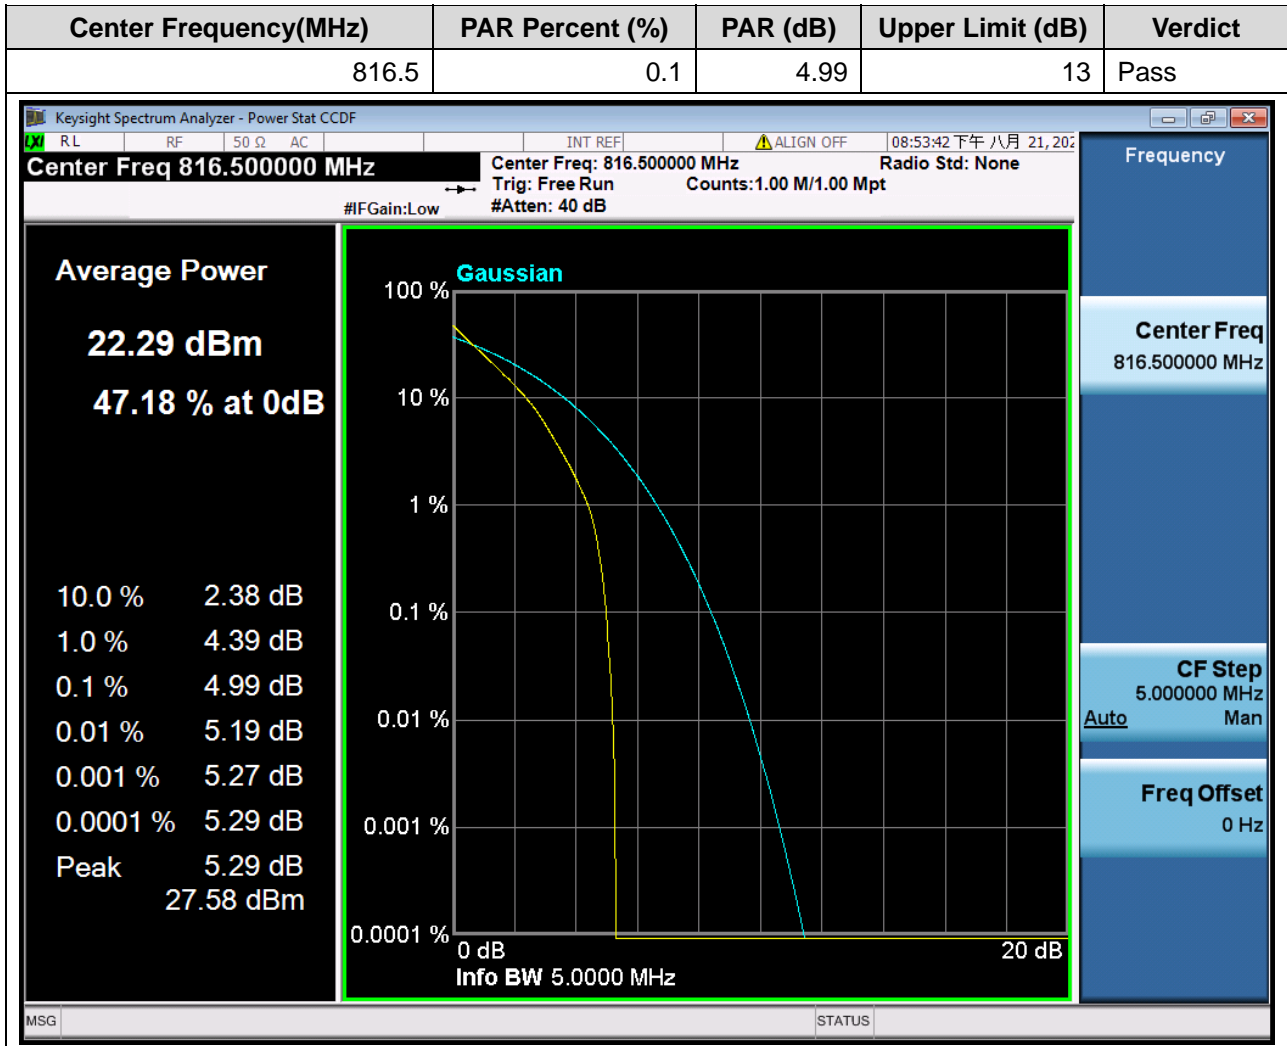 Center Frequency(MHz) PAR Percent (%) PAR (dB) Upper Limit (dB) Verdict
816.5 0.1 4.99 13 Pass
Keysight Spectrum Analyzer - Power Stat CCDF
LXI RL RF 50 Ω AC INT REF ALIGN OFF 08:53:42 下午 八月 21, 202
Center Freq 816.500000 MHz
Center Freq: 816.500000 MHz Radio Std: None
Trig: Free Run Counts:1.00 M/1.00 Mpt
#IFGain:Low #Atten: 40 dB
Average Power
22.29 dBm
47.18 % at 0dB
10.0 % 2.38 dB
1.0 % 4.39 dB
0.1 % 4.99 dB
0.01 % 5.19 dB
0.001 % 5.27 dB
0.0001 % 5.29 dB
Peak 5.29 dB
27.58 dBm
Gaussian
100 %
10 %
1 %
0.1 %
0.01 %
0.001 %
0.0001 %
0 dB 20 dB
Info BW 5.0000 MHz
Frequency
Center Freq
816.500000 MHz
CF Step
5.000000 MHz
Auto Man
Freq Offset
0 Hz
MSG STATUS